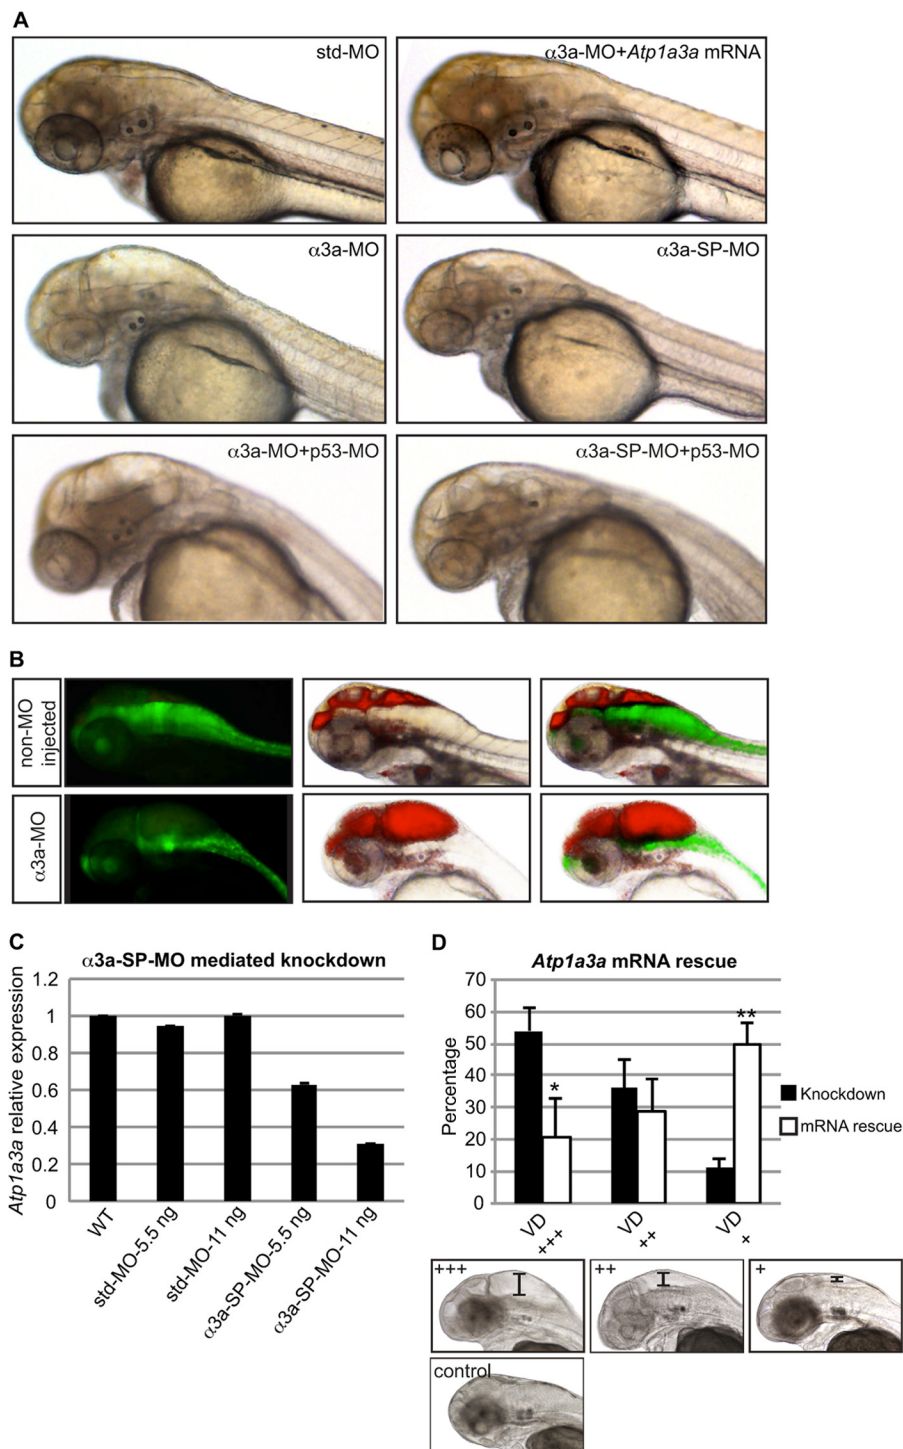 A
std-MO
α3a-MO+Atp1a3a mRNA
α3a-MO
α3a-SP-MO
α3a-MO+p53-MO
α3a-SP-MO+p53-MO
B
non-MO
injected
α3a-MO
C
α3a-SP-MO mediated knockdown
Atp1a3a relative expression
1.2
1
0.8
0.6
0.4
0.2
0
WT
std-MO-5.5 ng
std-MO-11 ng
α3a-SP-MO-5.5 ng
α3a-SP-MO-11 ng
D
Atp1a3a mRNA rescue
Percentage
70
60
50
40
30
20
10
0
*
**
Knockdown
mRNA rescue
VD
+++
VD
++
VD
+
+++
++
+
control